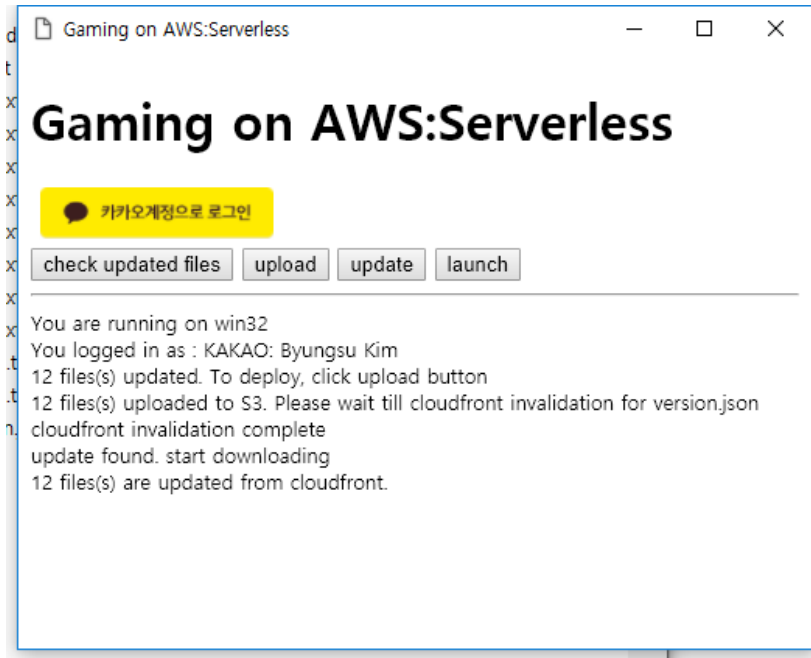 Gaming on AWS:Serverless
Gaming on AWS:Serverless
카카오계정으로 로그인
check updated files upload update launch
You are running on win32
You logged in as : KAKAO: Byungsu Kim
12 files(s) updated. To deploy, click upload button
12 files(s) uploaded to S3. Please wait till cloudfront invalidation for version.json
cloudfront invalidation complete
update found. start downloading
12 files(s) are updated from cloudfront.